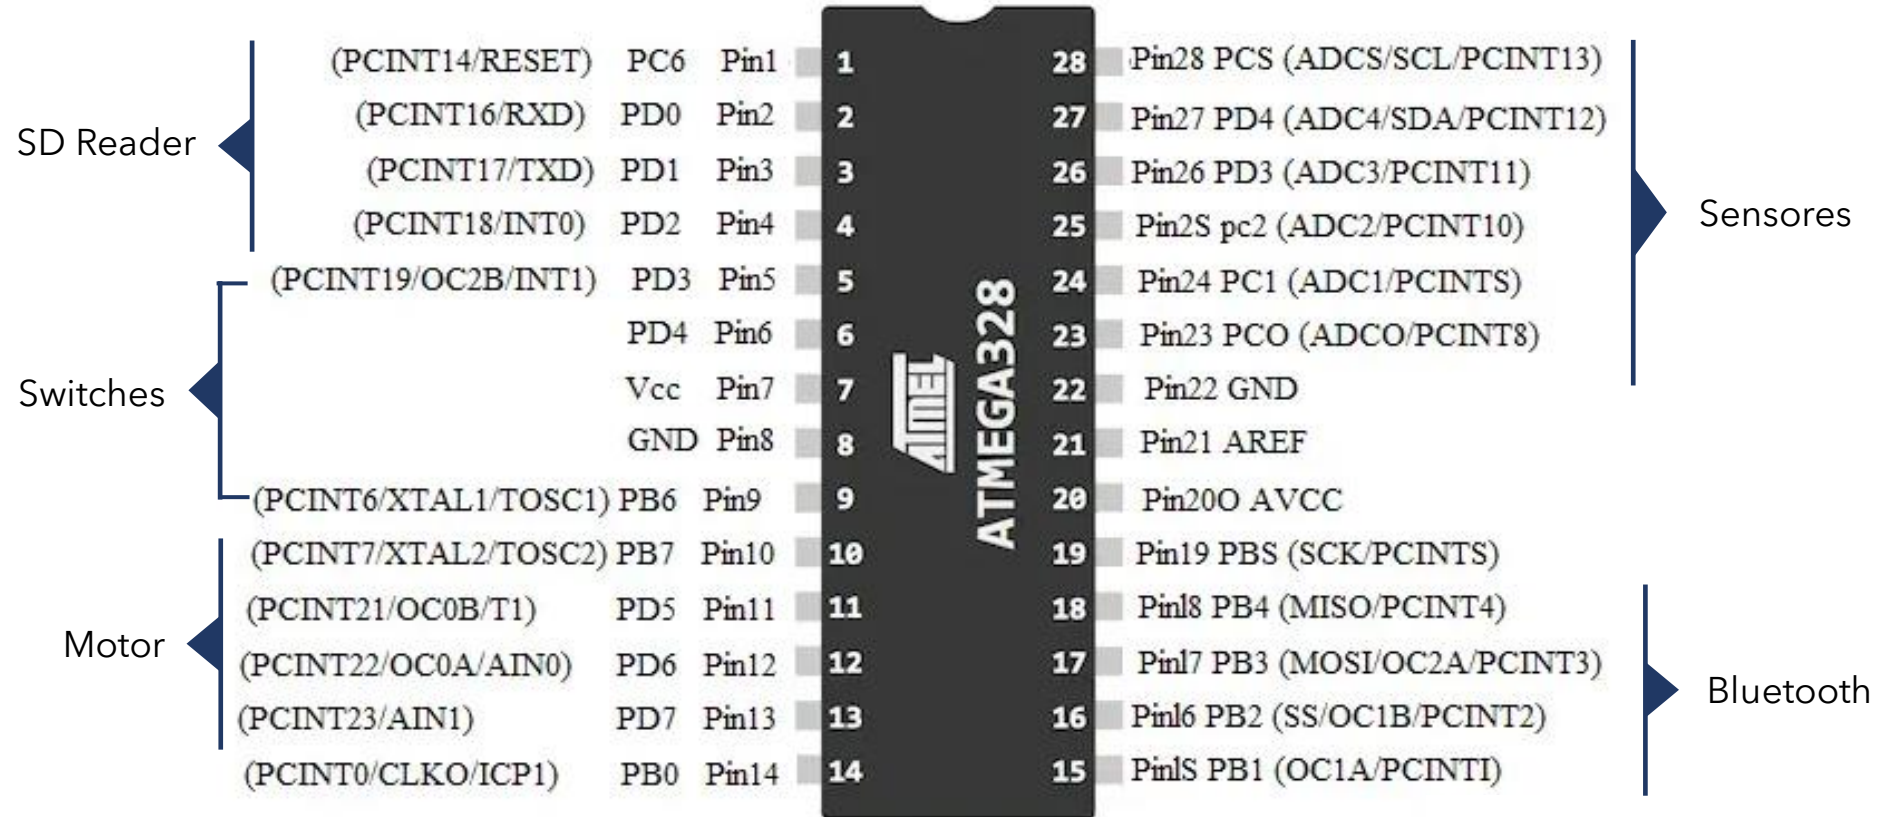 SD Reader
Switches
Motor
(PCINT14/RESET) PC6 Pin1
(PCINT16/RXD) PD0 Pin2
(PCINT17/TXD) PD1 Pin3
(PCINT18/INT0) PD2 Pin4
(PCINT19/OC2B/INT1) PD3 Pin5
PD4 Pin6
Vcc Pin7
GND Pin8
(PCINT6/XTAL1/TOSC1) PB6 Pin9
(PCINT7/XTAL2/TOSC2) PB7 Pin10
(PCINT21/OC0B/T1) PD5 Pin11
(PCINT22/OC0A/AIN0) PD6 Pin12
(PCINT23/AIN1) PD7 Pin13
(PCINT0/CLKO/ICP1) PB0 Pin14
1
2
3
4
5
6
7
8
9
10
11
12
13
14
ATMEL
ATMEGA328
28
27
26
25
24
23
22
21
20
19
18
17
16
15
Pin28 PCS (ADCS/SCL/PCINT13)
Pin27 PD4 (ADC4/SDA/PCINT12)
Pin26 PD3 (ADC3/PCINT11)
Pin2S pc2 (ADC2/PCINT10)
Pin24 PC1 (ADC1/PCINTS)
Pin23 PCO (ADCO/PCINT8)
Pin22 GND
Pin21 AREF
Pin20O AVCC
Pin19 PBS (SCK/PCINTS)
Pinl8 PB4 (MISO/PCINT4)
Pinl7 PB3 (MOSI/OC2A/PCINT3)
Pinl6 PB2 (SS/OC1B/PCINT2)
PinlS PB1 (OC1A/PCINTI)
Sensores
Bluetooth